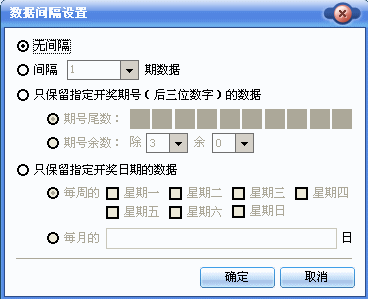 数据间隔设置
无间隔
间隔 1 期数据
只保留指定开奖期号(后三位数字)的数据
期号尾数:
期号余数: 除 3 余 0
只保留指定开奖日期的数据
每周的 星期一 星期二 星期三 星期四
星期五 星期六 星期日
每月的 日
确定 取消